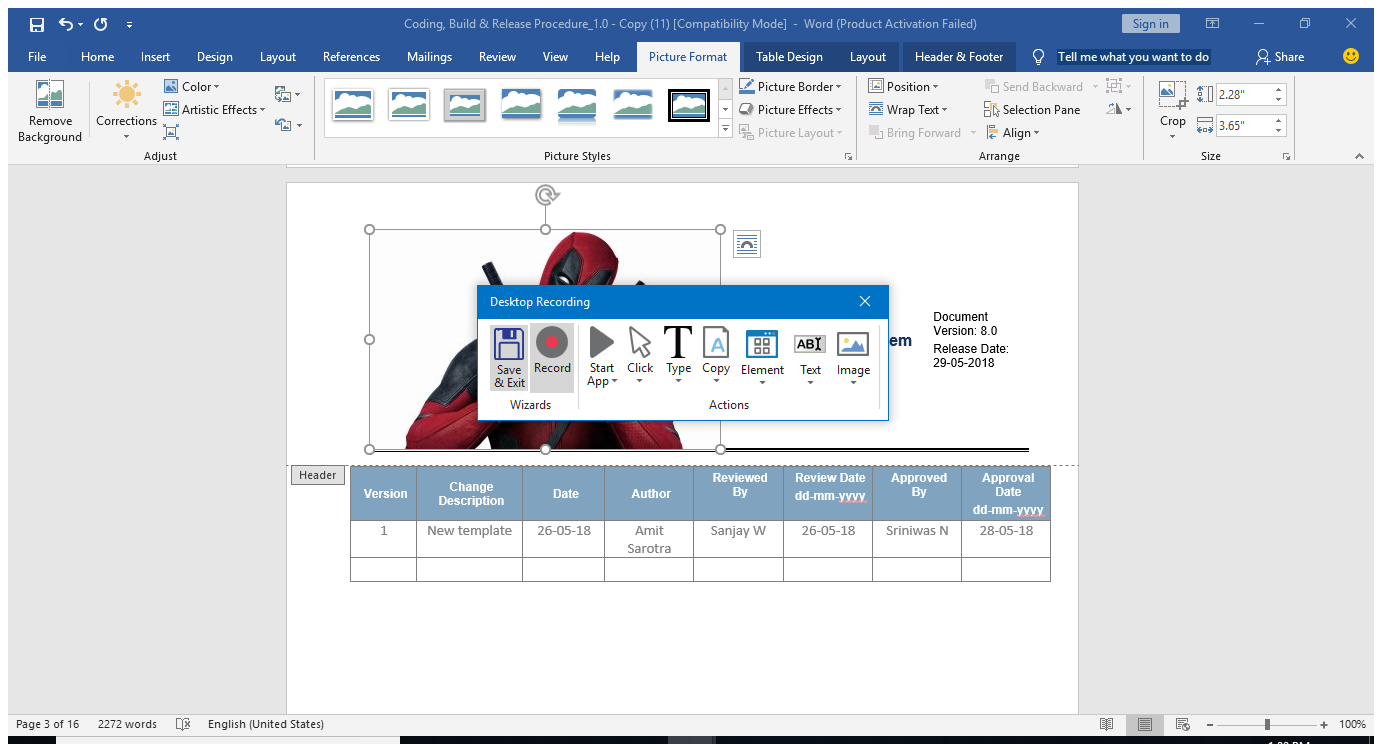 Coding, Build & Release Procedure_1.0 - Copy (11) [Compatibility Mode] - Word (Product Activation Failed)
Sign in
File Home Insert Design Layout References Mailings Review View Help Picture Format Table Design Layout Header & Footer Tell me what you want to do Share
Remove
Background
Corrections
Color
Artistic Effects
Adjust
Picture Styles
Picture Border
Picture Effects
Picture Layout
Position
Wrap Text
Bring Forward
Send Backward
Selection Pane
Align
Arrange
Crop
2.28"
3.65"
Size
Desktop Recording
Save
& Exit
Record
Wizards
Start
App
Click
Type
Copy
Element
Text
Image
Actions
T
A
ABI
em
Document
Version: 8.0
Release Date:
29-05-2018
Header
Version
Change
Description
Date
Author
Reviewed
By
Review Date
dd-mm-yyyy
Approved
By
Approval
Date
dd-mm-yyyy
1
New template
26-05-18
Amit
Sarotra
Sanjay W
26-05-18
Sriniwas N
28-05-18
Page 3 of 16 2272 words English (United States) 100%